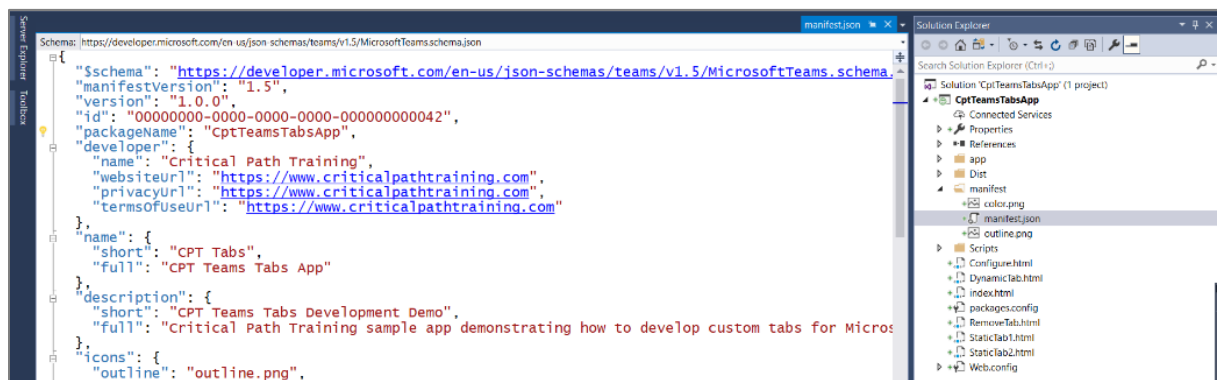 Server Explorer
Toolbox
manifest.json
Schema: https://developer.microsoft.com/en-us/json-schemas/teams/v1.5/MicrosoftTeams.schema.json
{
"$schema": "https://developer.microsoft.com/en-us/json-schemas/teams/v1.5/MicrosoftTeams.schema.
"manifestVersion": "1.5",
"version": "1.0.0",
"id": "00000000-0000-0000-0000-000000000042",
"packageName": "CptTeamsTabsApp",
"developer": {
"name": "Critical Path Training",
"websiteUrl": "https://www.criticalpathtraining.com",
"privacyUrl": "https://www.criticalpathtraining.com",
"termsOfUseUrl": "https://www.criticalpathtraining.com"
},
"name": {
"short": "CPT Tabs",
"full": "CPT Teams Tabs App"
},
"description": {
"short": "CPT Teams Tabs Development Demo",
"full": "Critical Path Training sample app demonstrating how to develop custom tabs for Micros
},
"icons": {
"outline": "outline.png",
Solution Explorer
Search Solution Explorer (Ctrl+;)
Solution 'CptTeamsTabsApp' (1 project)
CptTeamsTabsApp
Connected Services
Properties
References
app
Dist
manifest
color.png
manifest.json
outline.png
Scripts
Configure.html
DynamicTab.html
index.html
packages.config
RemoveTab.html
StaticTab1.html
StaticTab2.html
Web.config